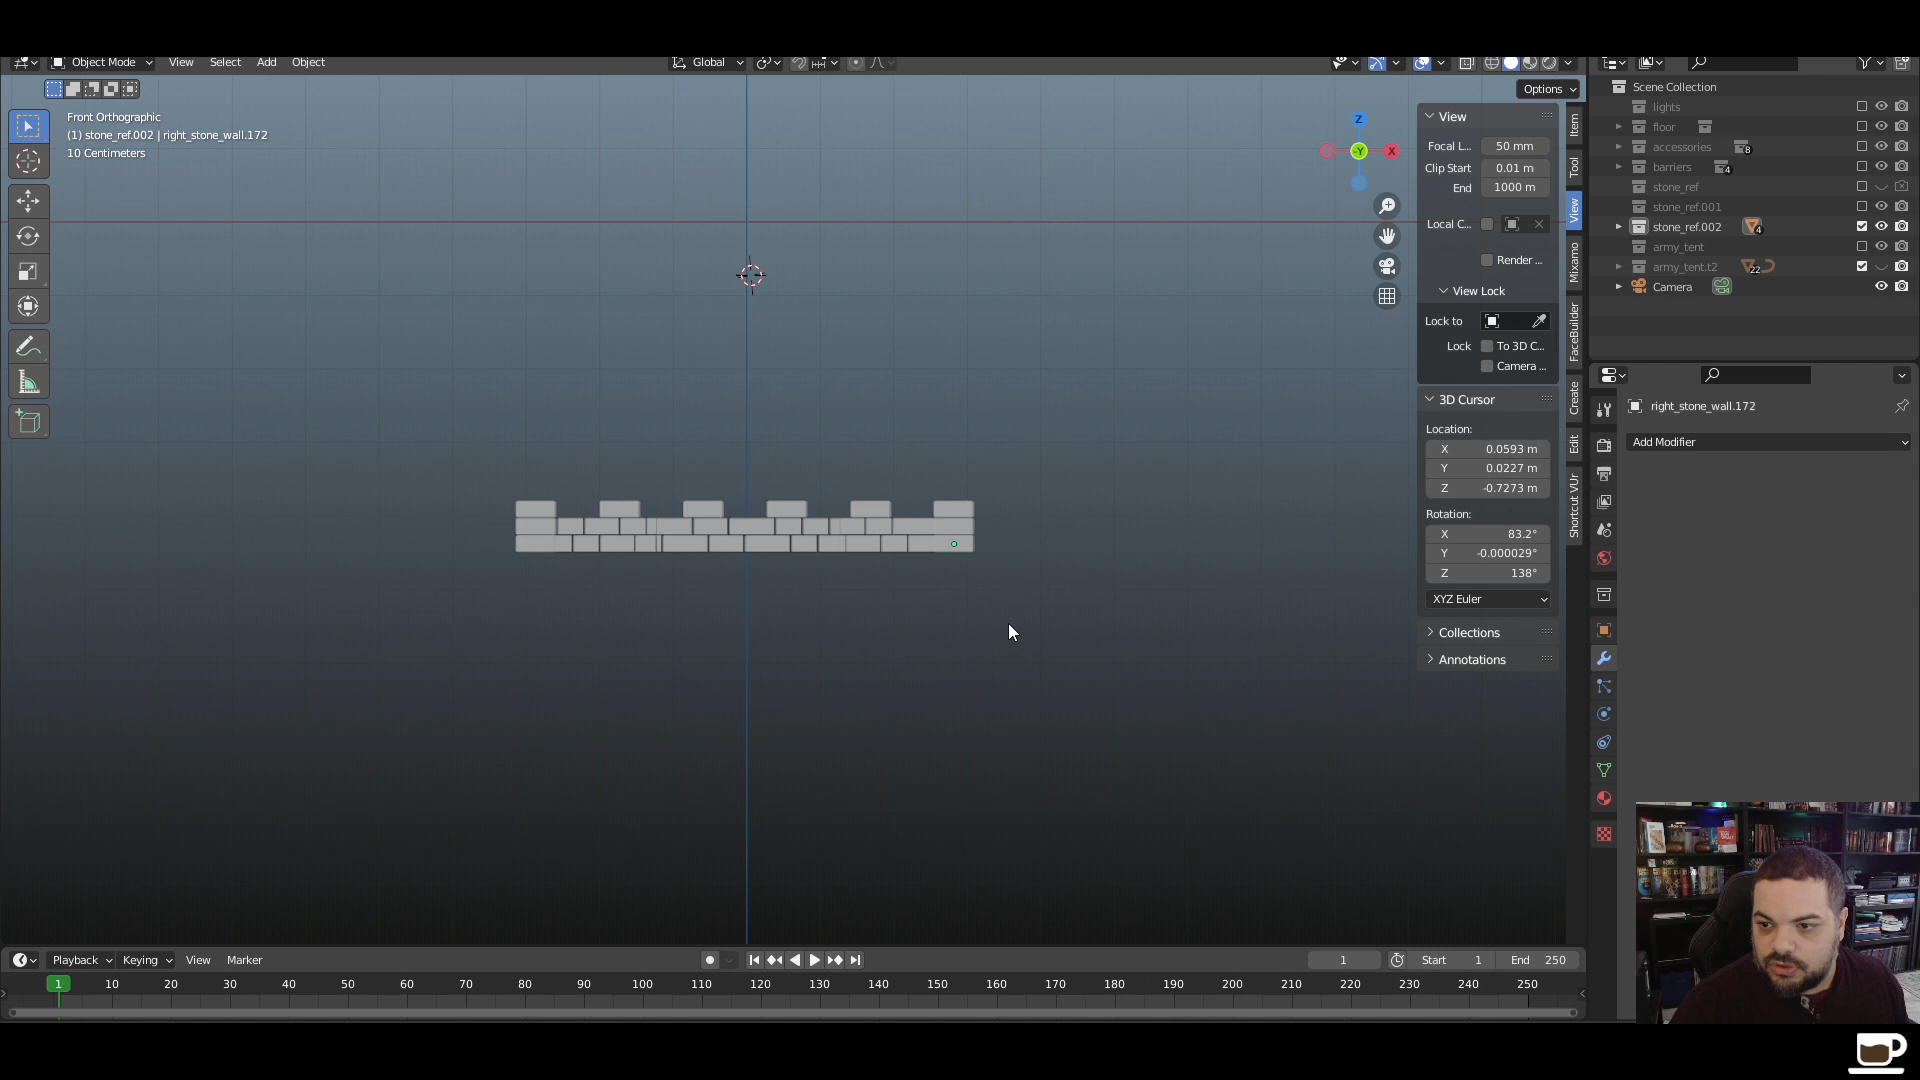 Object Mode View Select Add Object Global
Options
Front Orthographic
(1) stone_ref.002 | right_stone_wall.172
10 Centimeters
Z
-Y
X
View
Focal L... 50 mm
Clip Start 0.01 m
End 1000 m
Local C...
Render ...
View Lock
Lock to
Lock To 3D C...
Camera ...
3D Cursor
Location:
X 0.0593 m
Y 0.0227 m
Z -0.7273 m
Rotation:
X 83.2°
Y -0.000029°
Z 138°
XYZ Euler
Collections
Annotations
Item
Tool
View
Mixamo
FaceBuilder
Create
Edit
Shortcut VUr
Scene Collection
lights
floor
accessories 8
barriers 4
stone_ref
stone_ref.001
stone_ref.002 4
army_tent
army_tent.t2 22
Camera
right_stone_wall.172
Add Modifier
Playback Keying View Marker 1 Start 1 End 250
1 10 20 30 40 50 60 70 80 90 100 110 120 130 140 150 160 170 180 190 200 210 220 230 240 250